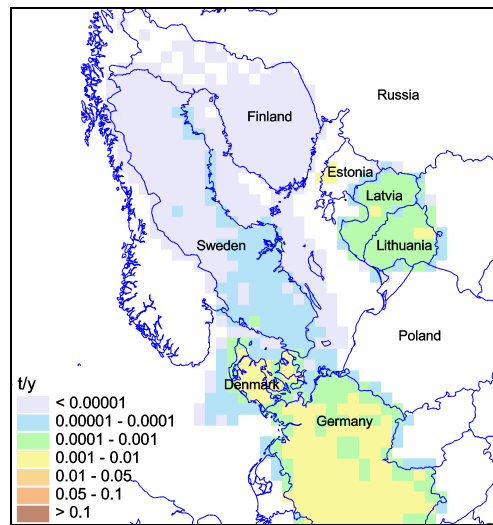 Russia
Finland
Estonia
Latvia
Sweden
Lithuania
Poland
t/y
Denmark
< 0.00001
0.00001 - 0.0001
Germany
0.0001 - 0.001
0.001 - 0.01
0.01 - 0.05
0.05 - 0.1
> 0.1